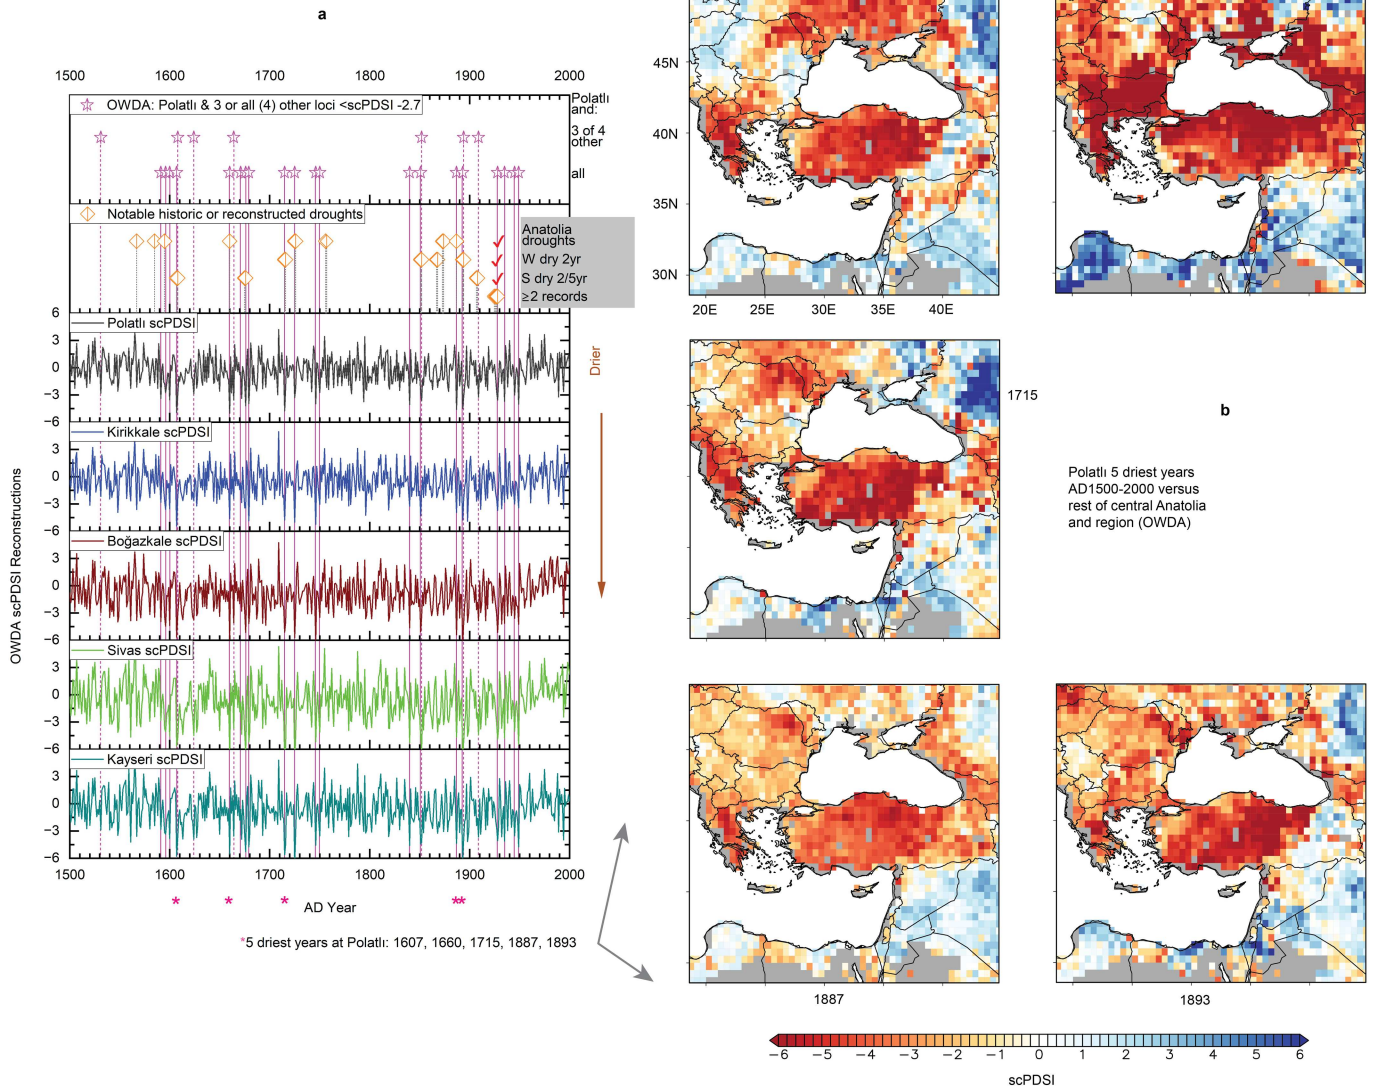 a
1500 1600 1700 1800 1900 2000
OWDA: Polatlı & 3 or all (4) other loci <scPDSI -2.7
Polatlı
and:
3 of 4
other
all
Notable historic or reconstructed droughts
Anatolia
droughts
W dry 2yr
S dry 2/5yr
≥2 records
OWDA scPDSI Reconstructions
6
3
0
-3
-6
Polatlı scPDSI
3
0
-3
-6
Kirikkale scPDSI
3
0
-3
-6
Boğazkale scPDSI
3
0
-3
-6
Sivas scPDSI
3
0
-3
-6
Kayseri scPDSI
Drier
1500 1600 1700 1800 1900 2000
* * * **
AD Year
*5 driest years at Polatlı: 1607, 1660, 1715, 1887, 1893
45N
40N
35N
30N
20E 25E 30E 35E 40E
1715
b
Polatlı 5 driest years
AD1500-2000 versus
rest of central Anatolia
and region (OWDA)
1887
1893
−6 −5 −4 −3 −2 −1 0 1 2 3 4 5 6
scPDSI